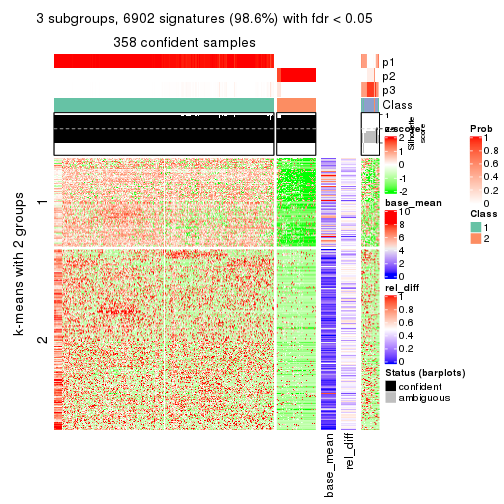 3 subgroups, 6902 signatures (98.6%) with fdr < 0.05
358 confident samples
p1
p2
p3
Class
1
Silhouette
score
k-means with 2 groups
1
2
base_mean
rel_diff
z-score
2
1
0
-1
-2
base_mean
10
8
6
4
2
0
rel_diff
1
0.8
0.6
0.4
0.2
0
Status (barplots)
confident
ambiguous
Prob
1
0.8
0.6
0.4
0.2
0
Class
1
2